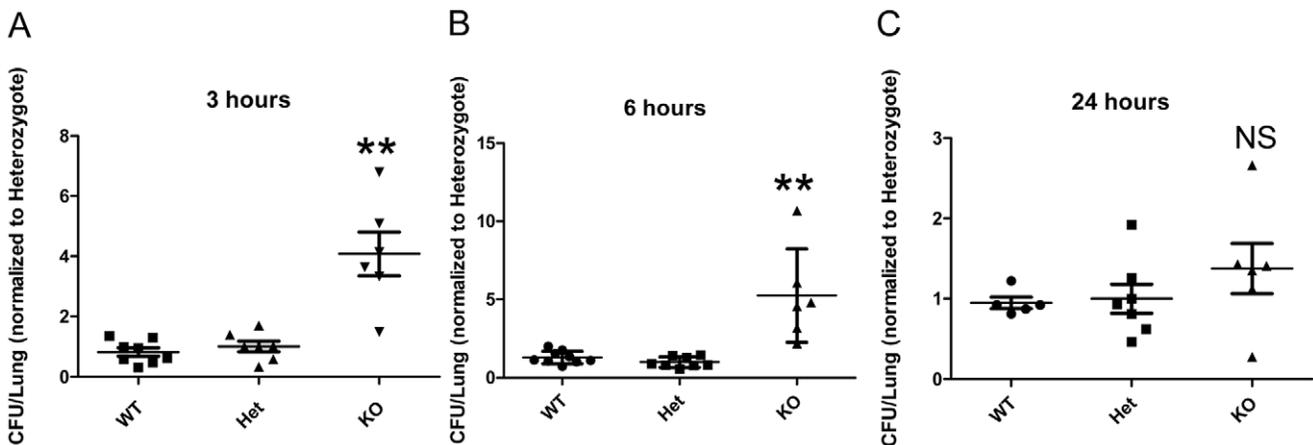 A
3 hours
CFU/Lung (normalized to Heterozygote)
8
6
4
2
0
**
WT
Het
KO
B
6 hours
CFU/Lung (normalized to Heterozygote)
15
10
5
0
**
WT
Het
KO
C
24 hours
CFU/Lung (normalized to Heterozygote)
3
2
1
0
NS
WT
Het
KO